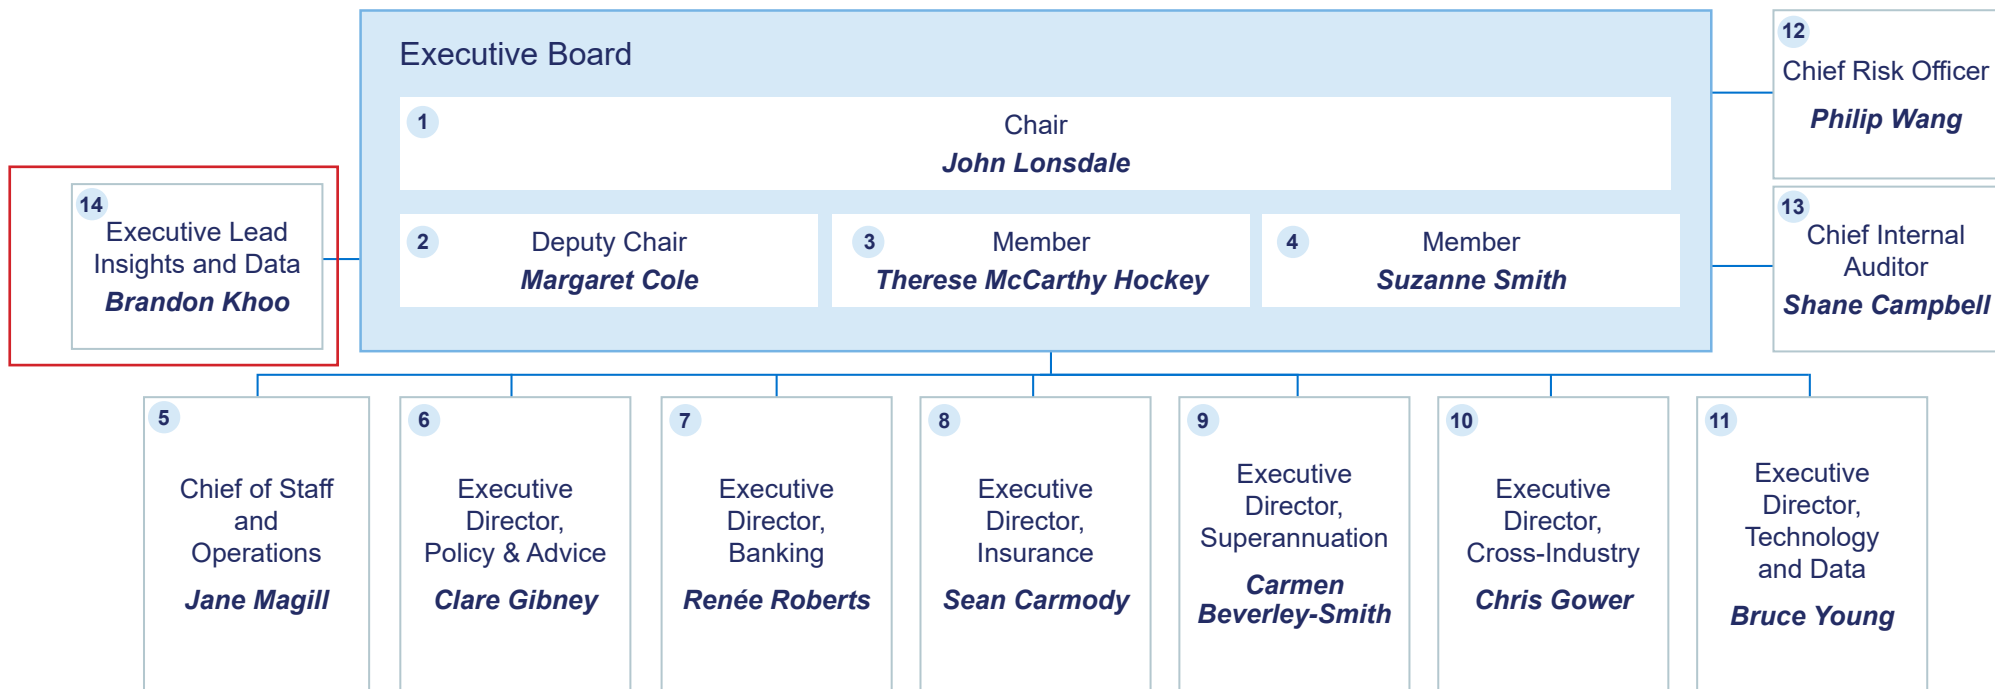 Executive Board
1
Chair
John Lonsdale
2
Deputy Chair
Margaret Cole
3
Member
Therese McCarthy Hockey
4
Member
Suzanne Smith
12
Chief Risk Officer
Philip Wang
13
Chief Internal
Auditor
Shane Campbell
14
Executive Lead
Insights and Data
Brandon Khoo
5
Chief of Staff
and
Operations
Jane Magill
6
Executive
Director,
Policy & Advice
Clare Gibney
7
Executive
Director,
Banking
Renée Roberts
8
Executive
Director,
Insurance
Sean Carmody
9
Executive
Director,
Superannuation
Carmen
Beverley-Smith
10
Executive
Director,
Cross-Industry
Chris Gower
11
Executive
Director,
Technology
and Data
Bruce Young